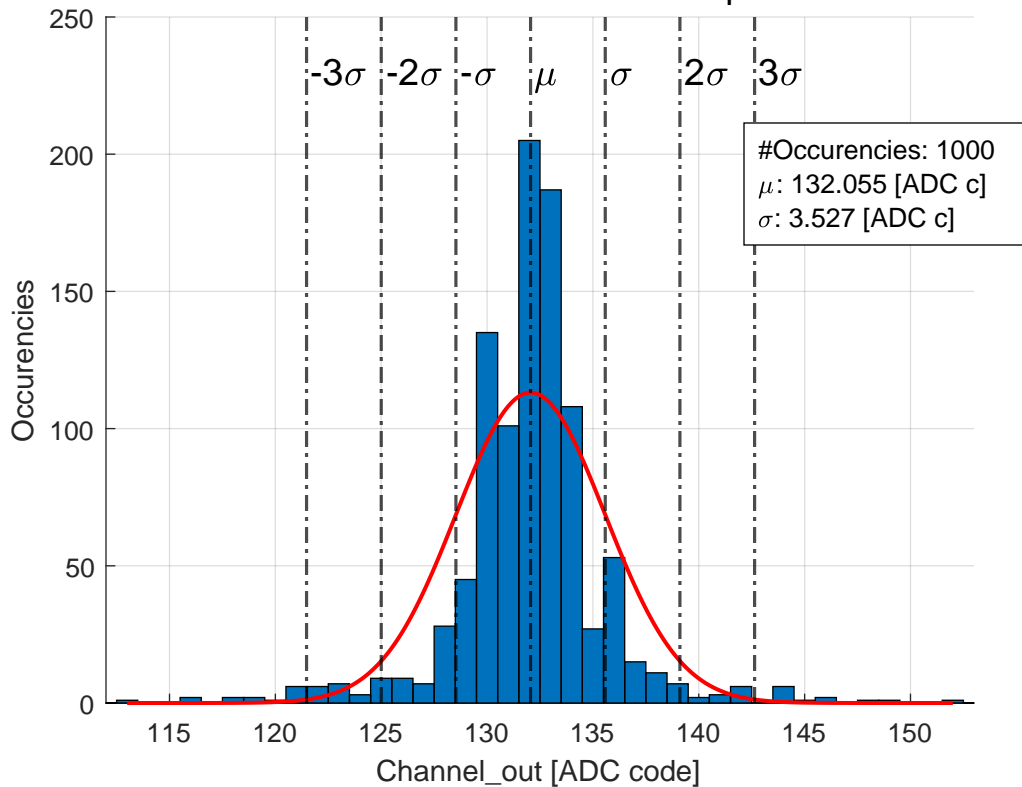 250
200
150
100
50
0
-3σ -2σ -σ μ σ 2σ 3σ
#Occurencies: 1000
μ: 132.055 [ADC c]
σ: 3.527 [ADC c]
Occurencies
115 120 125 130 135 140 145 150
Channel_out [ADC code]